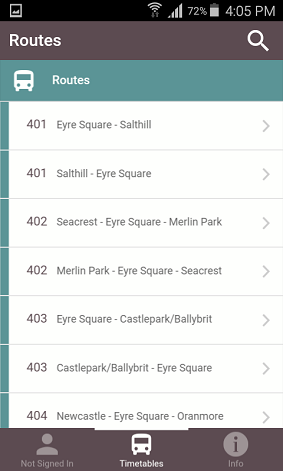 72% 4:05 PM
Routes
Routes
401 Eyre Square - Salthill
401 Salthill - Eyre Square
402 Seacrest - Eyre Square - Merlin Park
402 Merlin Park - Eyre Square - Seacrest
403 Eyre Square - Castlepark/Ballybrit
403 Castlepark/Ballybrit - Eyre Square
404 Newcastle - Eyre Square - Oranmore
Not Signed In Timetables Info